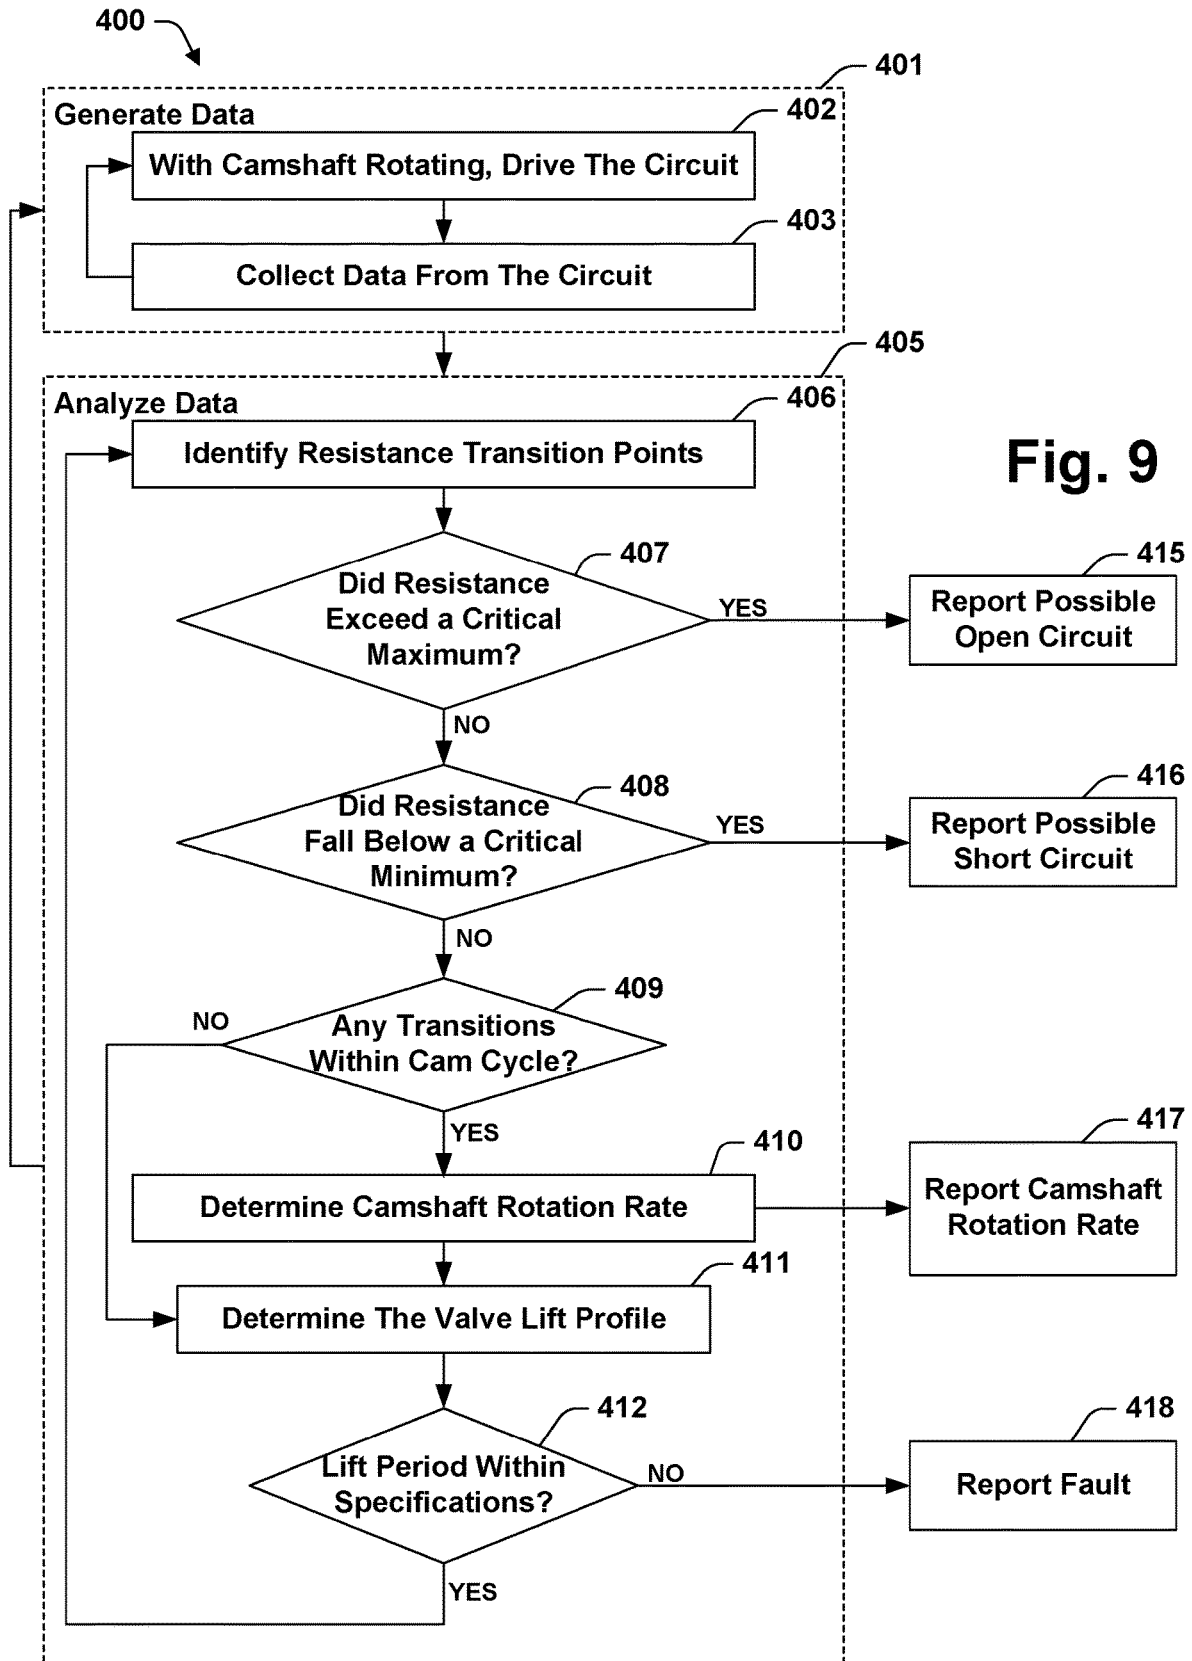 400
401
Generate Data
402
With Camshaft Rotating, Drive The Circuit
403
Collect Data From The Circuit
405
Analyze Data
406
Identify Resistance Transition Points
Fig. 9
407
Did Resistance
Exceed a Critical
Maximum?
YES
415
Report Possible
Open Circuit
NO
408
Did Resistance
Fall Below a Critical
Minimum?
YES
416
Report Possible
Short Circuit
NO
409
Any Transitions
Within Cam Cycle?
NO
YES
410
Determine Camshaft Rotation Rate
417
Report Camshaft
Rotation Rate
411
Determine The Valve Lift Profile
412
Lift Period Within
Specifications?
NO
418
Report Fault
YES